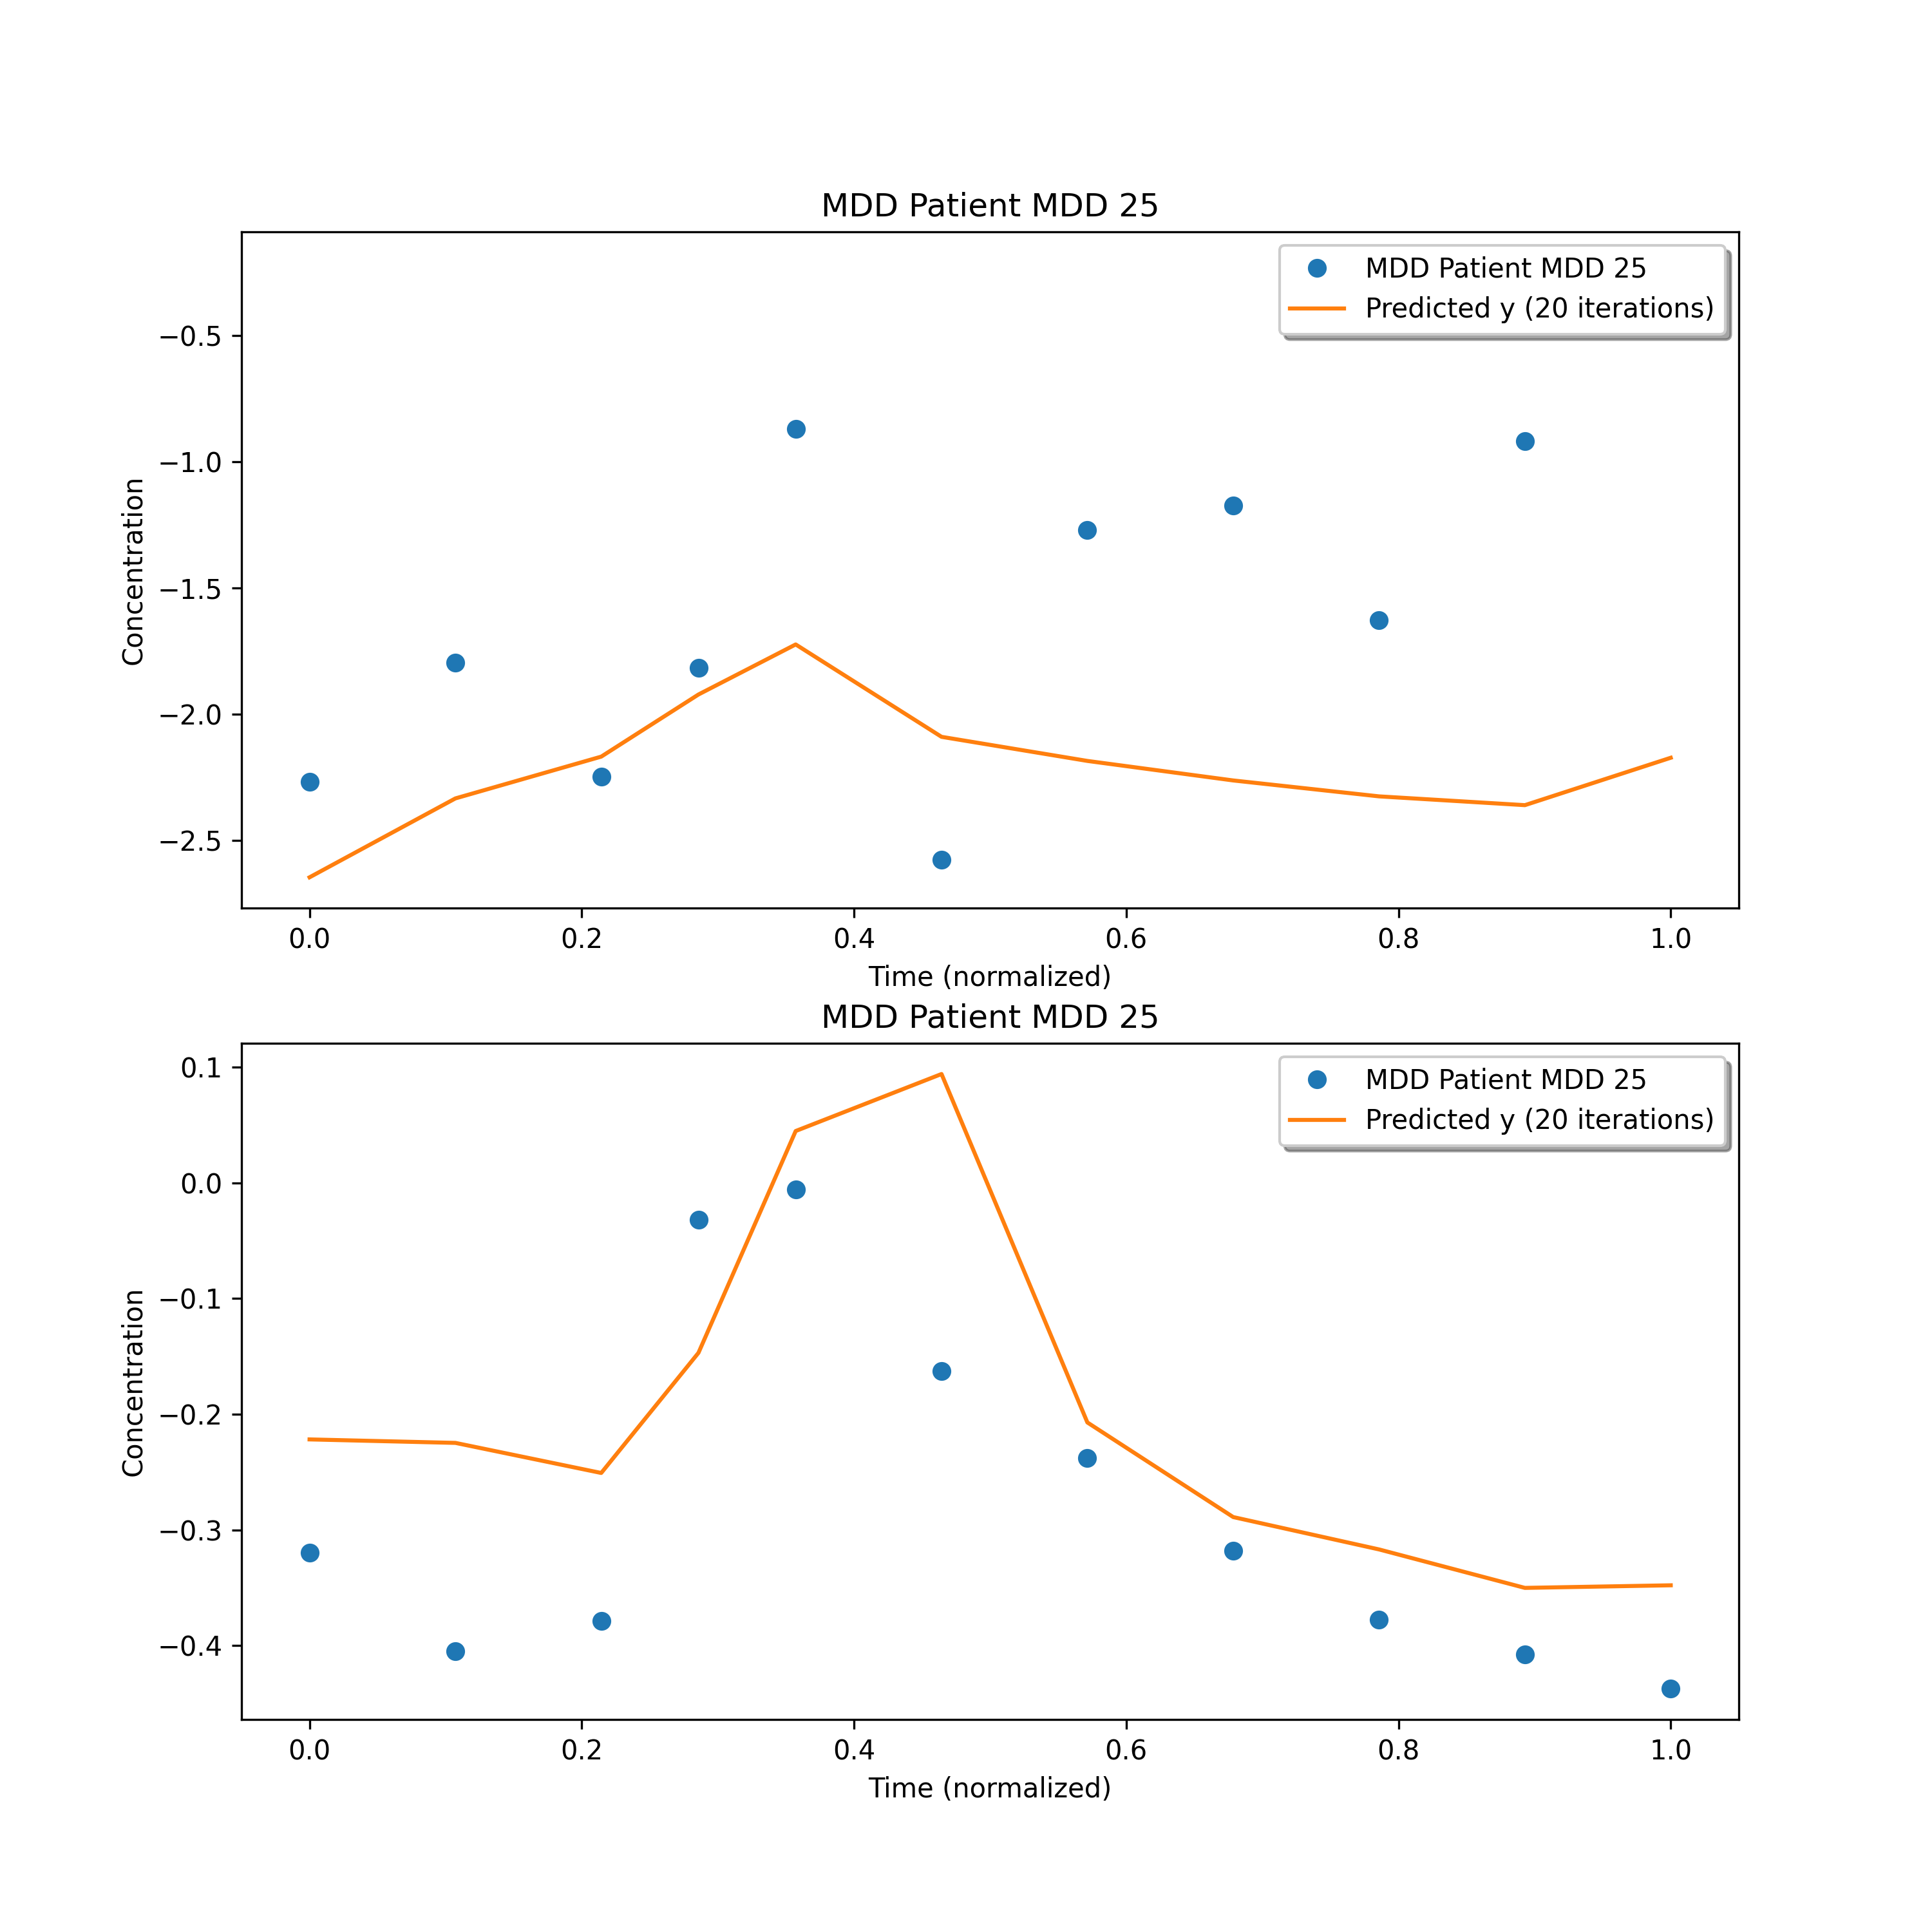 MDD Patient MDD 25
MDD Patient MDD 25
Predicted y (20 iterations)
−0.5
−1.0
−1.5
−2.0
−2.5
Concentration
0.0 0.2 0.4 0.6 0.8 1.0
Time (normalized)
MDD Patient MDD 25
MDD Patient MDD 25
Predicted y (20 iterations)
0.1
0.0
−0.1
−0.2
−0.3
−0.4
Concentration
0.0 0.2 0.4 0.6 0.8 1.0
Time (normalized)